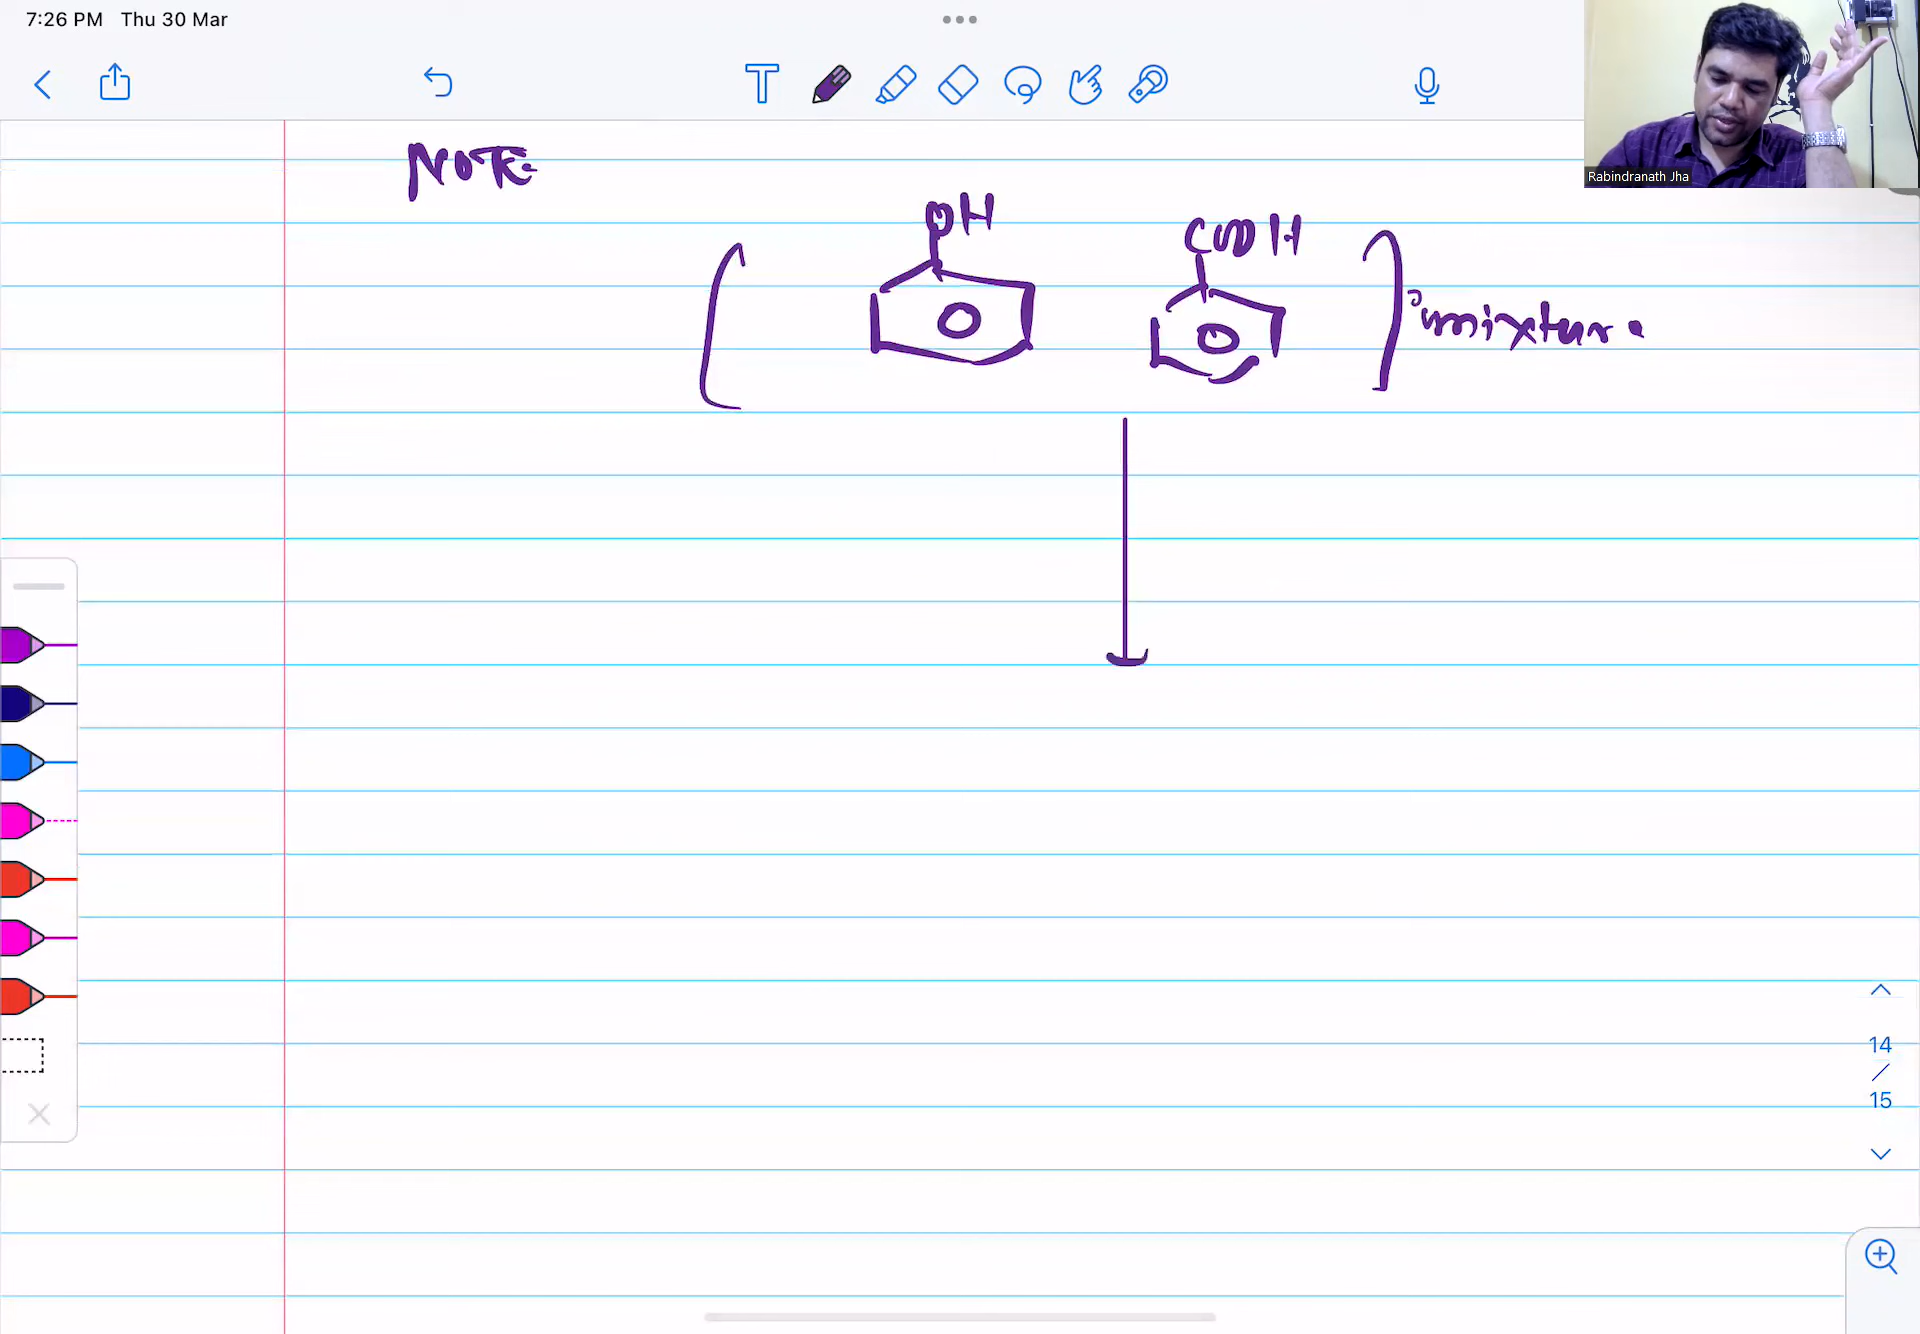 7:26 PM Thu 30 Mar
Rabindranath Jha
NOTE:
OH
COOH
mixture
14
/
15